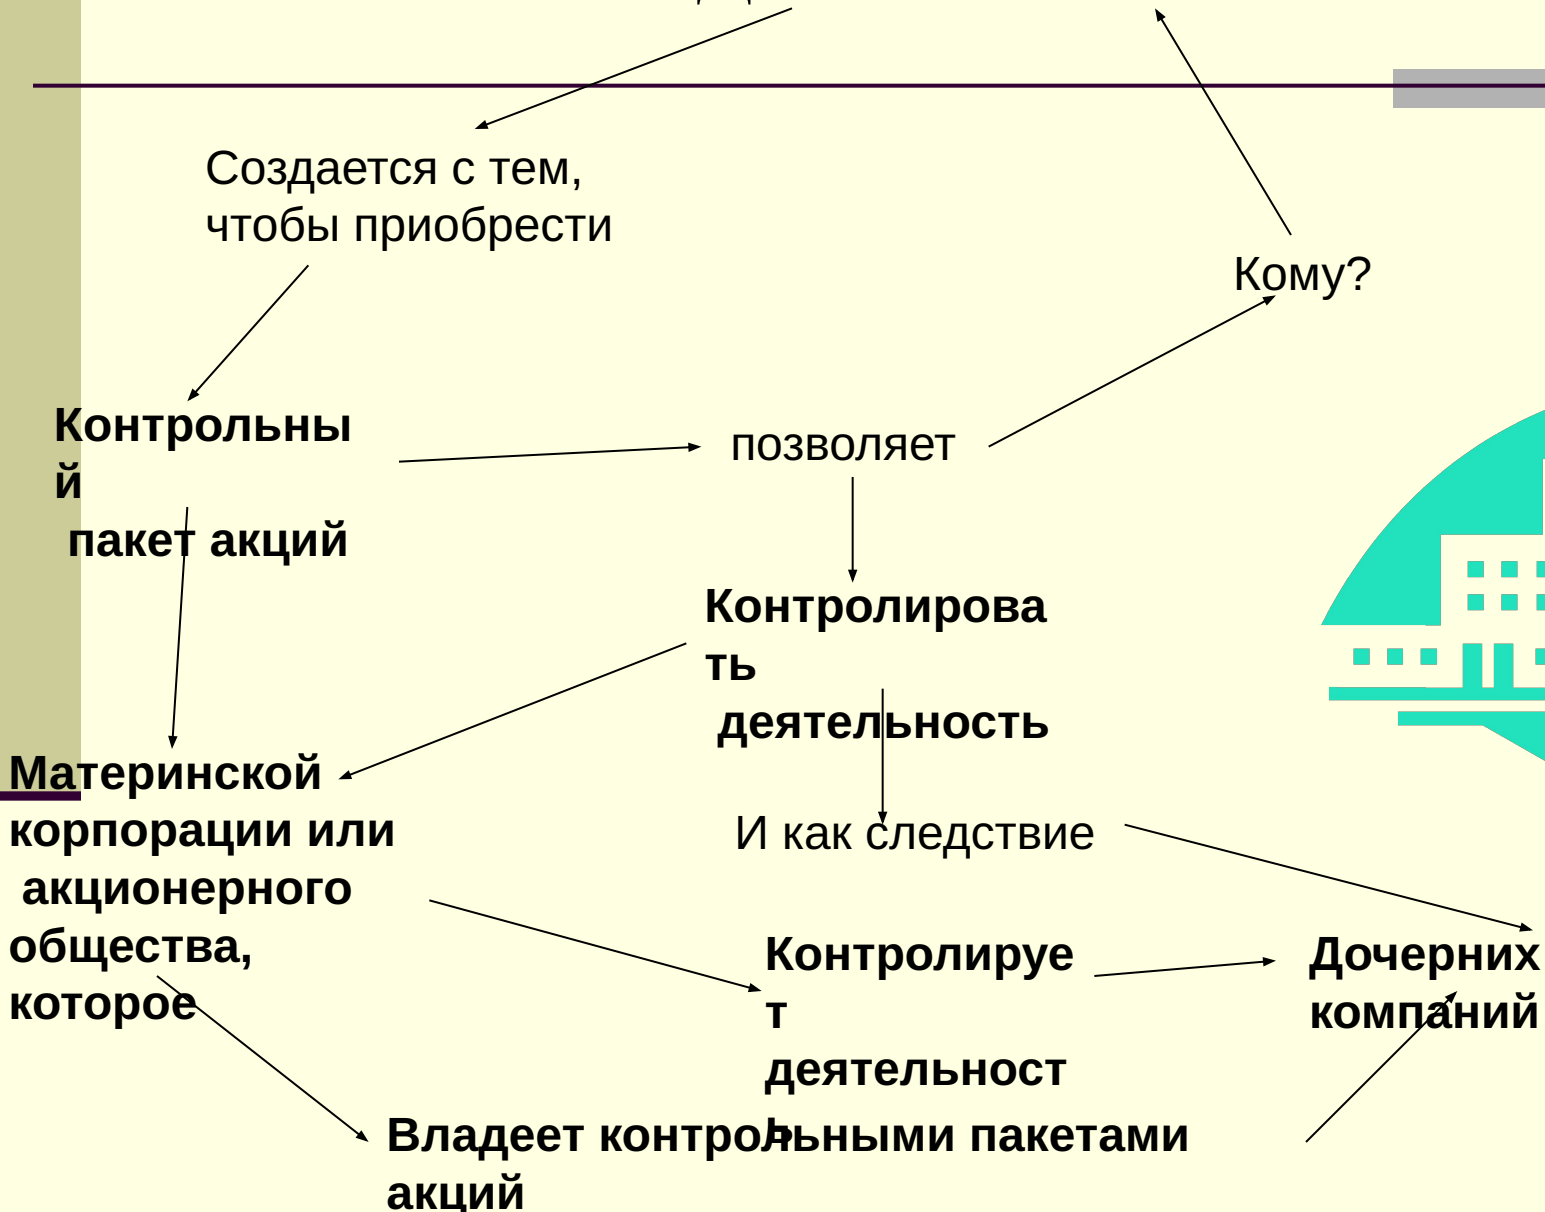 Создается с тем,
чтобы приобрести
Кому?
Контрольны
й
пакет акций
позволяет
Контролирова
ть
деятельность
Материнской
корпорации или
акционерного
общества,
которое
И как следствие
Контролируе
т
деятельност
ь
Дочерних
компаний
Владеет контрольными пакетами
акций